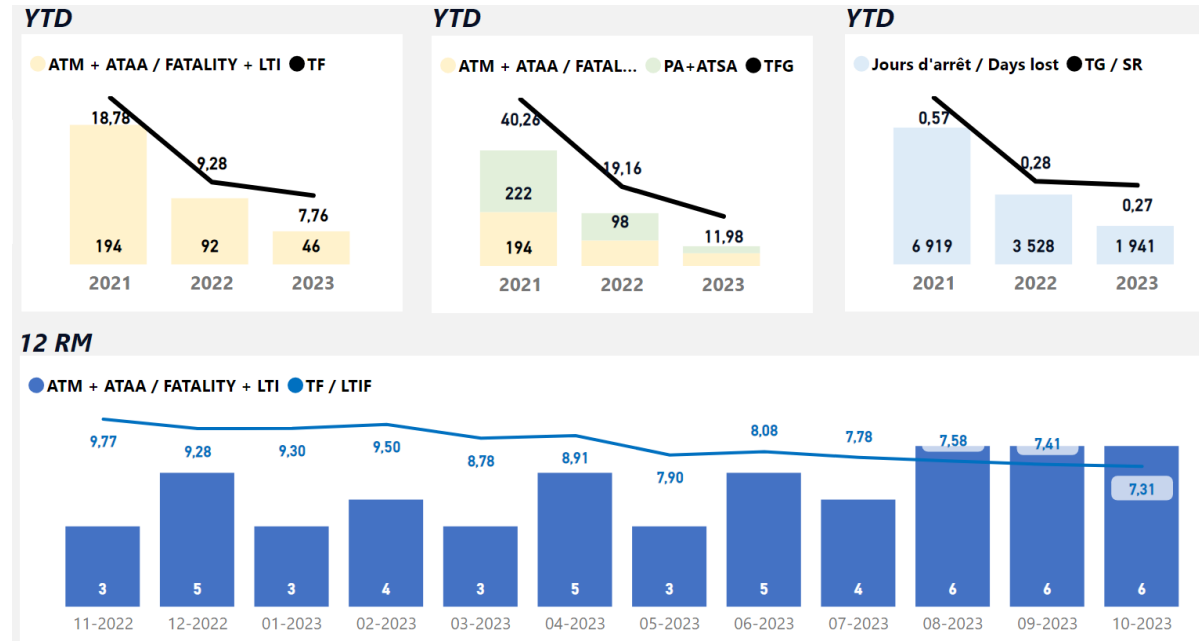 YTD
ATM + ATAA / FATALITY + LTI TF
18,78
9,28
7,76
194 92 46
2021 2022 2023
YTD
ATM + ATAA / FATAL... PA+ATSA TFG
40,26
19,16
11,98
222 98
194
2021 2022 2023
YTD
Jours d'arrêt / Days lost TG / SR
0,57
0,28
0,27
6 919 3 528 1 941
2021 2022 2023
12 RM
ATM + ATAA / FATALITY + LTI TF / LTIF
9,77 9,28 9,30 9,50 8,78 8,91 7,90 8,08 7,78 7,58 7,41 7,31
3 5 3 4 3 5 3 5 4 6 6 6
11-2022 12-2022 01-2023 02-2023 03-2023 04-2023 05-2023 06-2023 07-2023 08-2023 09-2023 10-2023